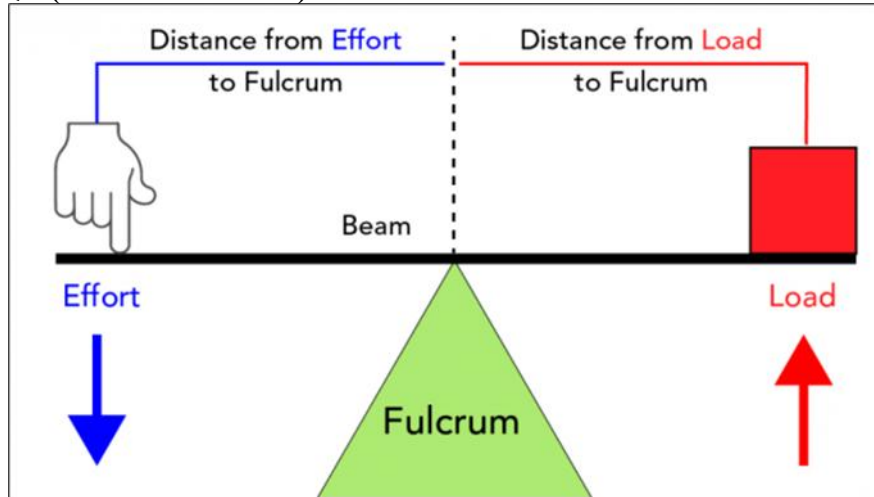 Distance from Effort
to Fulcrum
Distance from Load
to Fulcrum
Beam
Effort
Load
Fulcrum